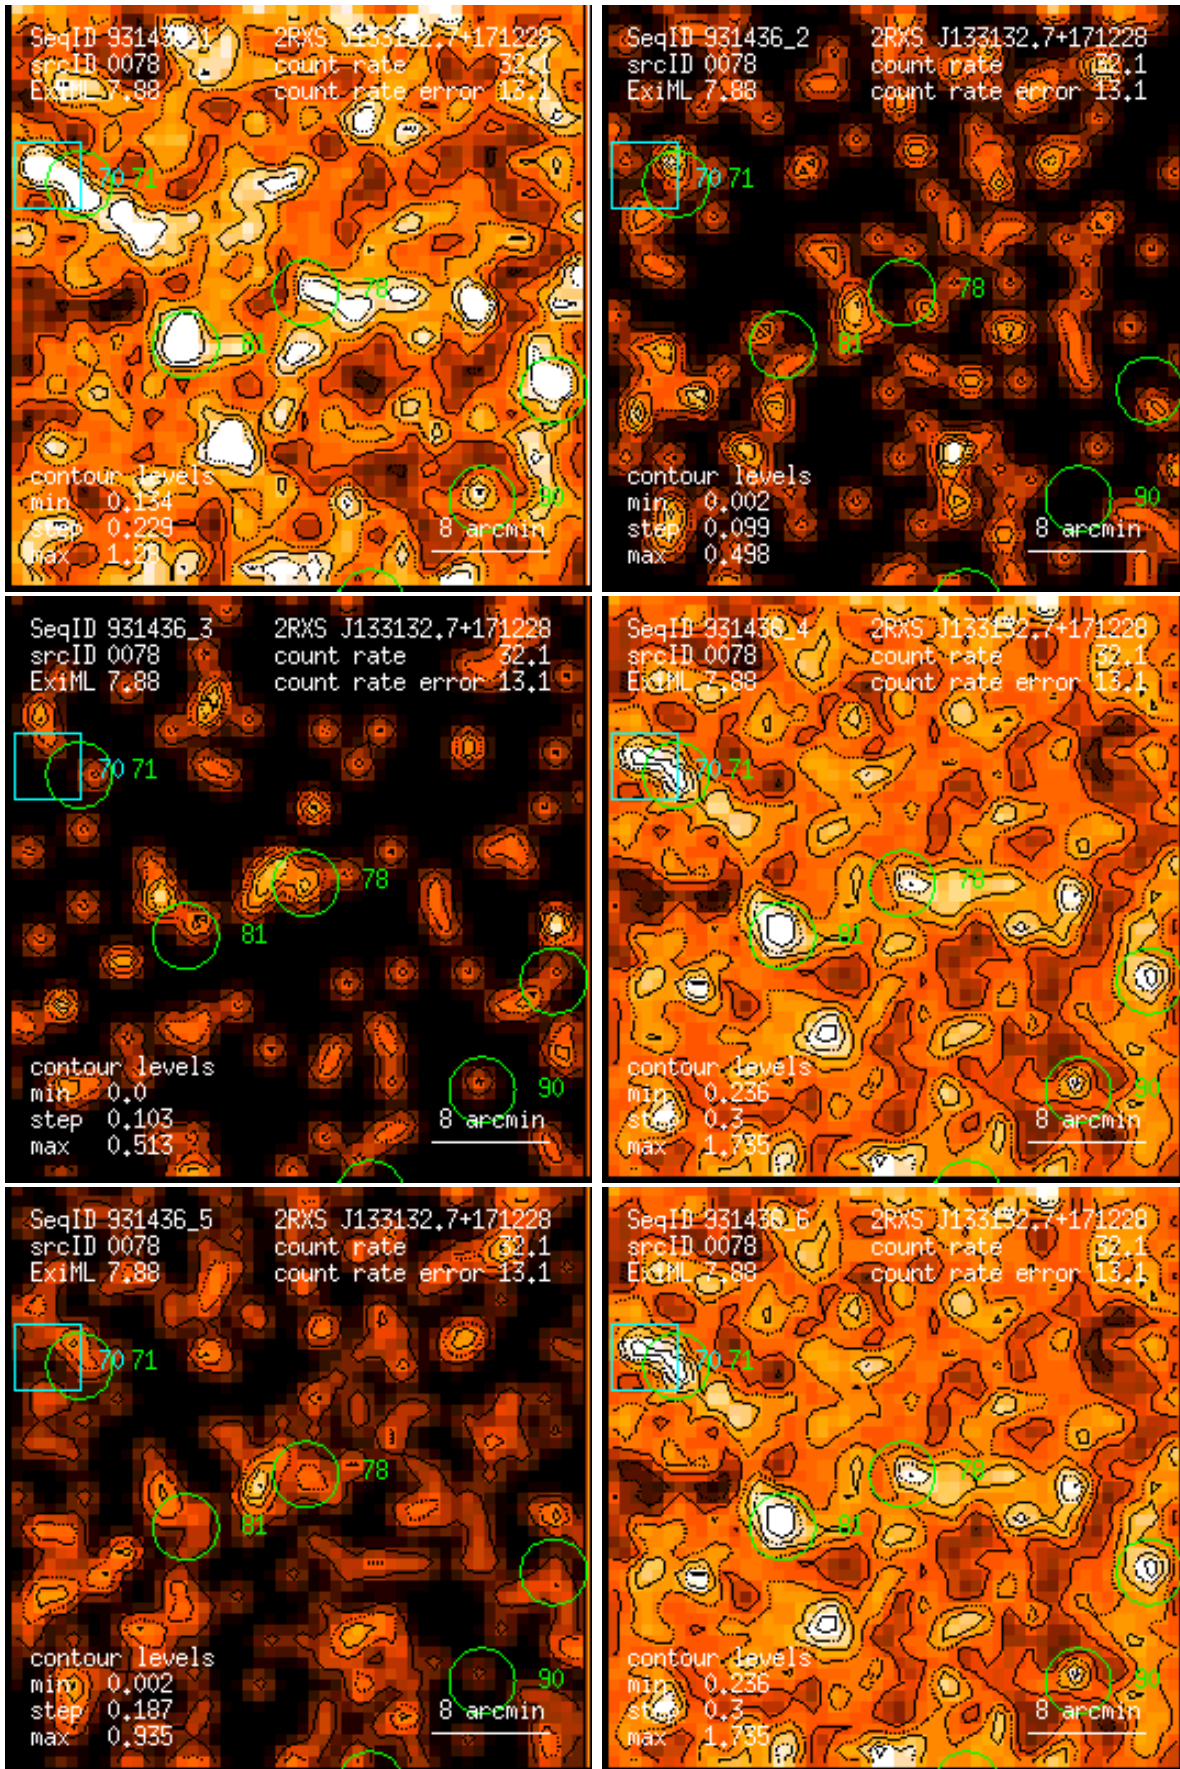 SeqID 931436_1 2RXS J133132.7+171228
srcID 0078 count rate 32.1
ExiML 7.88 count rate error 13.1
70 71
78
81
contour levels
min 0.134
90
step 0.229 8 arcmin
max 1.28
SeqID 931436_2 2RXS J133132.7+171228
srcID 0078 count rate 32.1
ExiML 7.88 count rate error 13.1
70 71
78
81
contour levels
min 0.002
90
step 0.099 8 arcmin
max 0.498
SeqID 931436_3 2RXS J133132.7+171228
srcID 0078 count rate 32.1
ExiML 7.88 count rate error 13.1
70 71
78
81
contour levels
min 0.0
90
step 0.103 8 arcmin
max 0.513
SeqID 931436_4 2RXS J133132.7+171228
srcID 0078 count rate 32.1
ExiML 7.88 count rate error 13.1
70 71
78
81
contour levels
min 0.236
90
step 0.3 8 arcmin
max 1.735
SeqID 931436_5 2RXS J133132.7+171228
srcID 0078 count rate 32.1
ExiML 7.88 count rate error 13.1
70 71
78
81
contour levels
min 0.002
90
step 0.187 8 arcmin
max 0.935
SeqID 931436_6 2RXS J133132.7+171228
srcID 0078 count rate 32.1
ExiML 7.88 count rate error 13.1
70 71
78
81
contour levels
min 0.236
90
step 0.3 8 arcmin
max 1.735